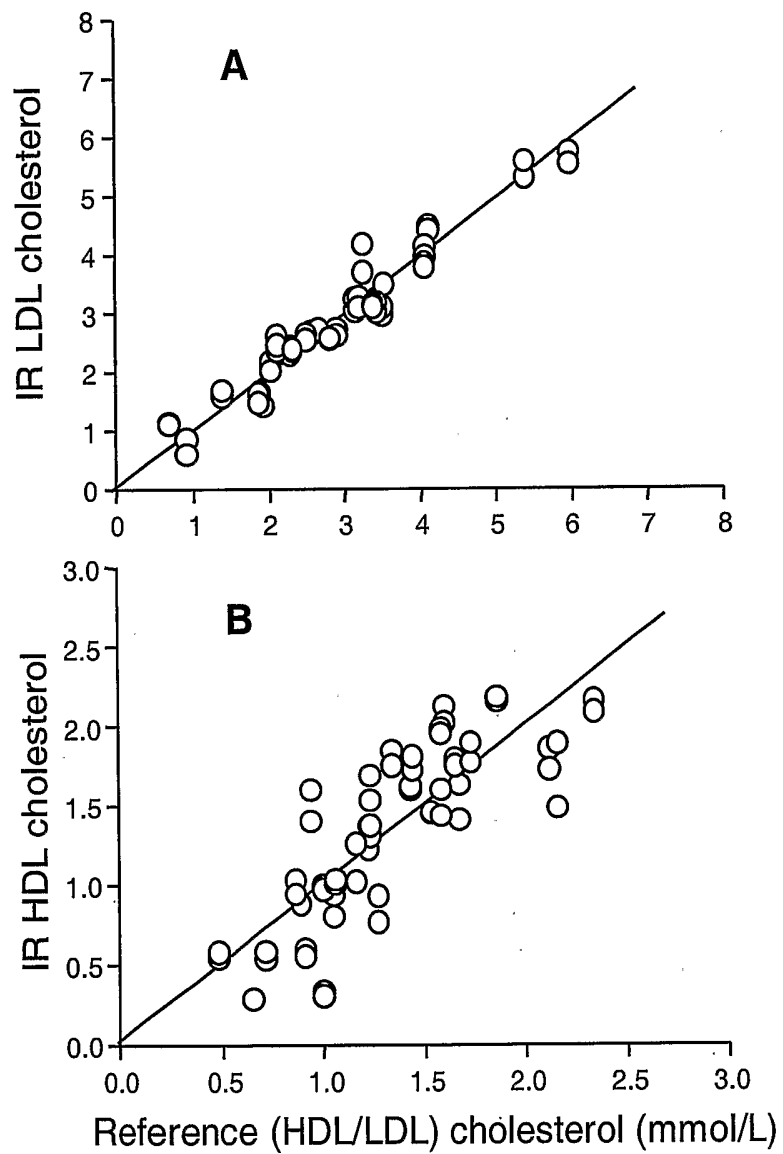 8
7
A
6
5
4
3
2
1
0
IR LDL cholesterol
0 1 2 3 4 5 6 7 8
3.0
B
2.5
2.0
1.5
1.0
0.5
0.0
IR HDL cholesterol
0.0 0.5 1.0 1.5 2.0 2.5 3.0
Reference (HDL/LDL) cholesterol (mmol/L)